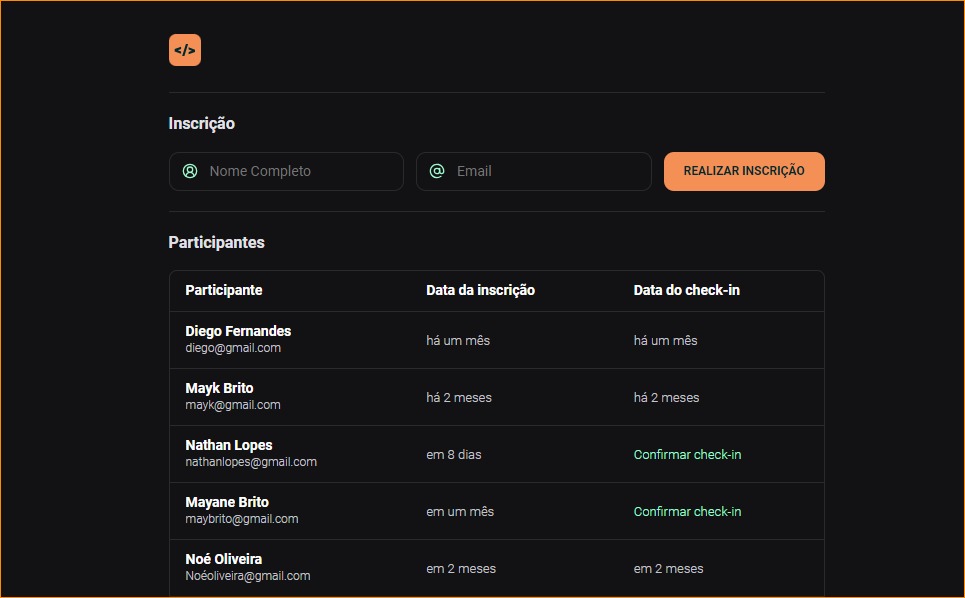 </>
Inscrição
Nome Completo
Email
REALIZAR INSCRIÇÃO
Participantes
Participante Data da inscrição Data do check-in
Diego Fernandes
diego@gmail.com
há um mês
há um mês
Mayk Brito
mayk@gmail.com
há 2 meses
há 2 meses
Nathan Lopes
nathanlopes@gmail.com
em 8 dias
Confirmar check-in
Mayane Brito
maybrito@gmail.com
em um mês
Confirmar check-in
Noé Oliveira
Noéoliveira@gmail.com
em 2 meses
em 2 meses